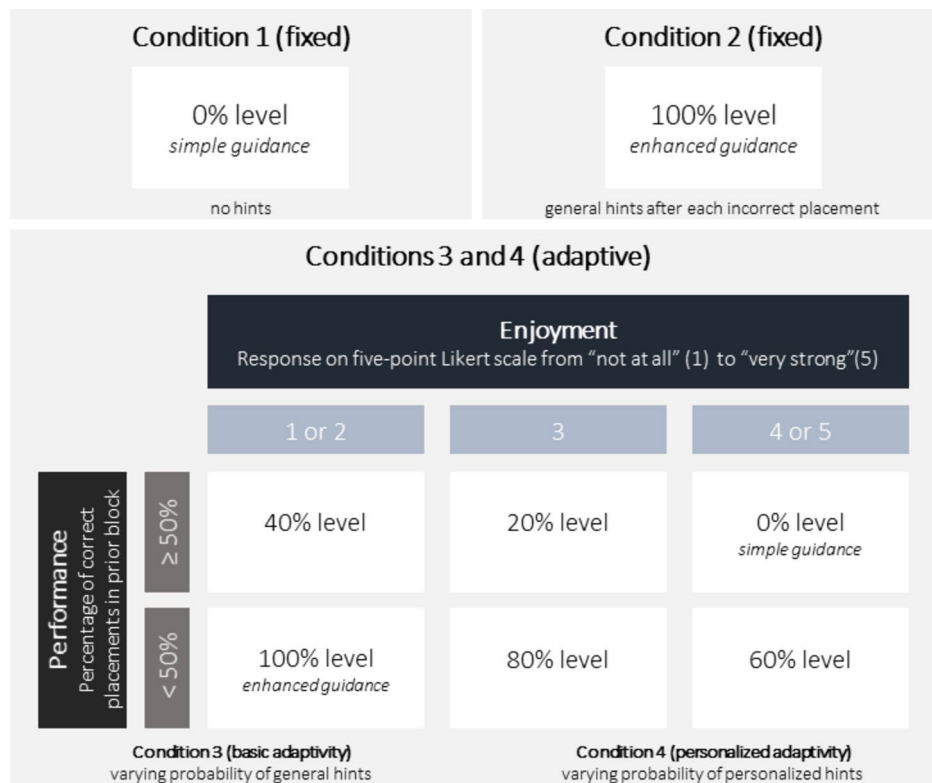 Condition 1 (fixed)
0% level
simple guidance
no hints
Condition 2 (fixed)
100% level
enhanced guidance
general hints after each incorrect placement
Conditions 3 and 4 (adaptive)
Enjoyment
Response on five-point Likert scale from “not at all” (1) to “very strong”(5)
1 or 2
3
4 or 5
Performance
Percentage of correct
placements in prior block
≥ 50%
40% level
20% level
0% level
simple guidance
< 50%
100% level
enhanced guidance
80% level
60% level
Condition 3 (basic adaptivity)
varying probability of general hints
Condition 4 (personalized adaptivity)
varying probability of personalized hints